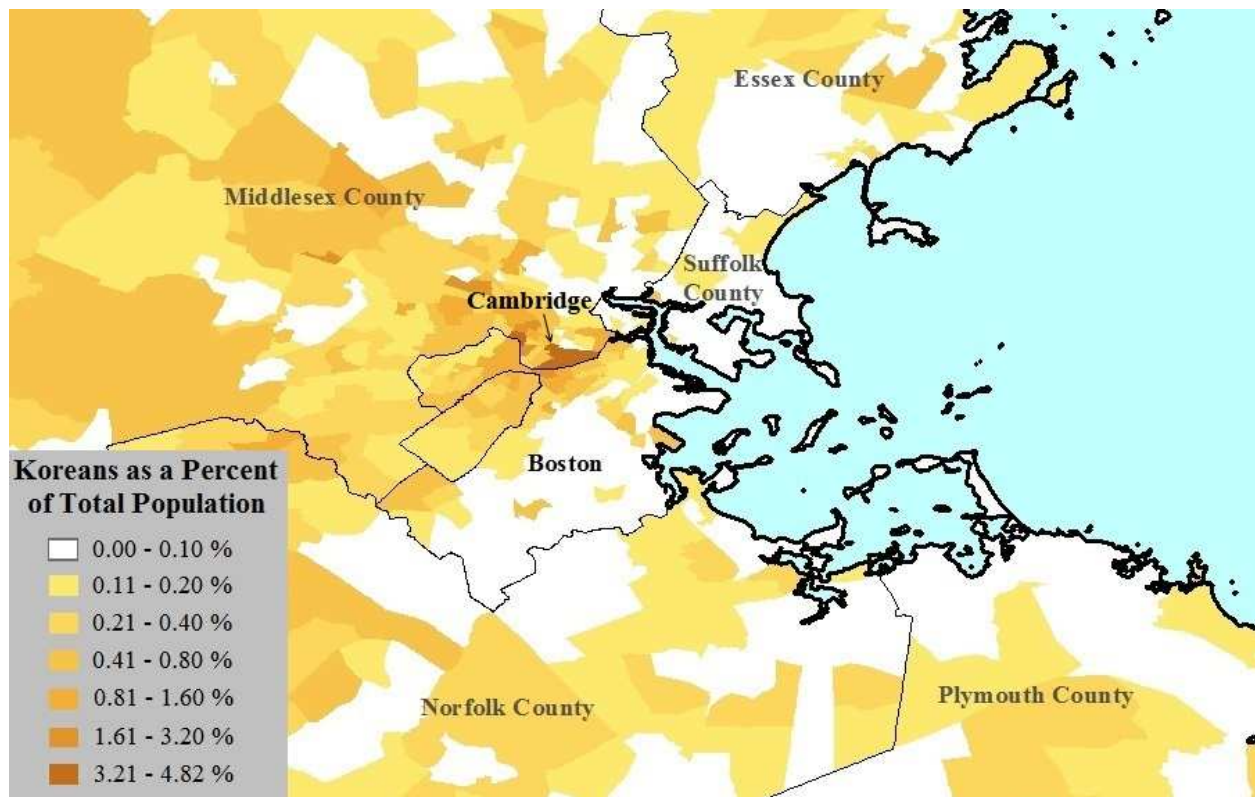 Essex County
Middlesex County
Suffolk
County
Cambridge
Boston
Koreans as a Percent
of Total Population
0.00 - 0.10 %
0.11 - 0.20 %
0.21 - 0.40 %
0.41 - 0.80 %
0.81 - 1.60 %
1.61 - 3.20 %
3.21 - 4.82 %
Norfolk County
Plymouth County